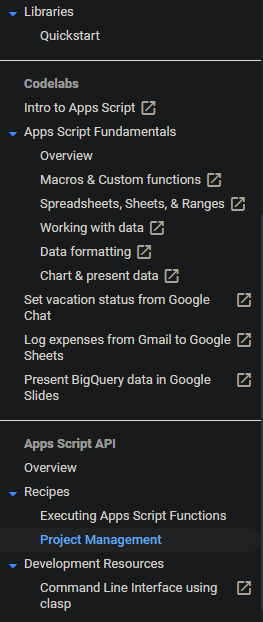 Libraries
Quickstart
Codelabs
Intro to Apps Script
Apps Script Fundamentals
Overview
Macros & Custom functions
Spreadsheets, Sheets, & Ranges
Working with data
Data formatting
Chart & present data
Set vacation status from Google
Chat
Log expenses from Gmail to Google
Sheets
Present BigQuery data in Google
Slides
Apps Script API
Overview
Recipes
Executing Apps Script Functions
Project Management
Development Resources
Command Line Interface using
clasp